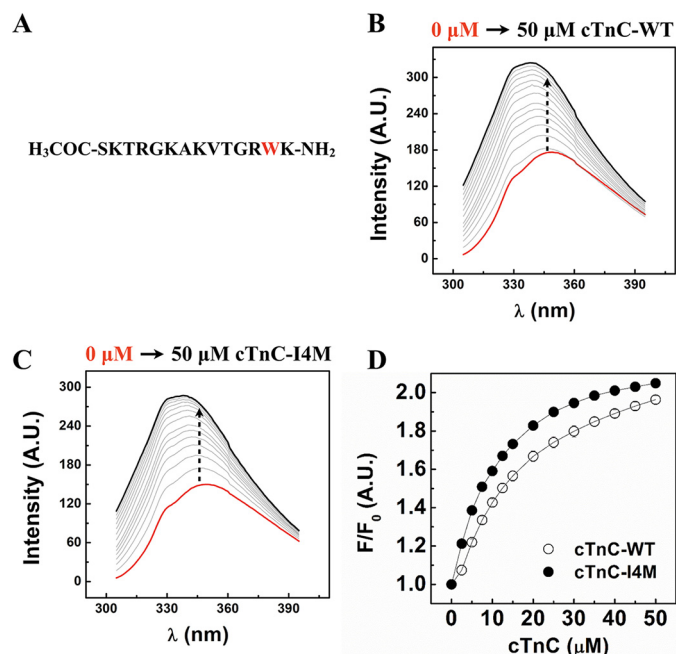 A
H₃COC-SKTRGKAKVTGRWK-NH₂
B
0 μM → 50 μM cTnC-WT
Intensity (A.U.)
300
240
180
120
60
0
300 330 360 390
λ (nm)
C
0 μM → 50 μM cTnC-I4M
Intensity (A.U.)
300
240
180
120
60
0
300 330 360 390
λ (nm)
D
F/F₀ (A.U.)
2.0
1.8
1.6
1.4
1.2
1.0
cTnC-WT
cTnC-I4M
0 10 20 30 40 50
cTnC (μM)